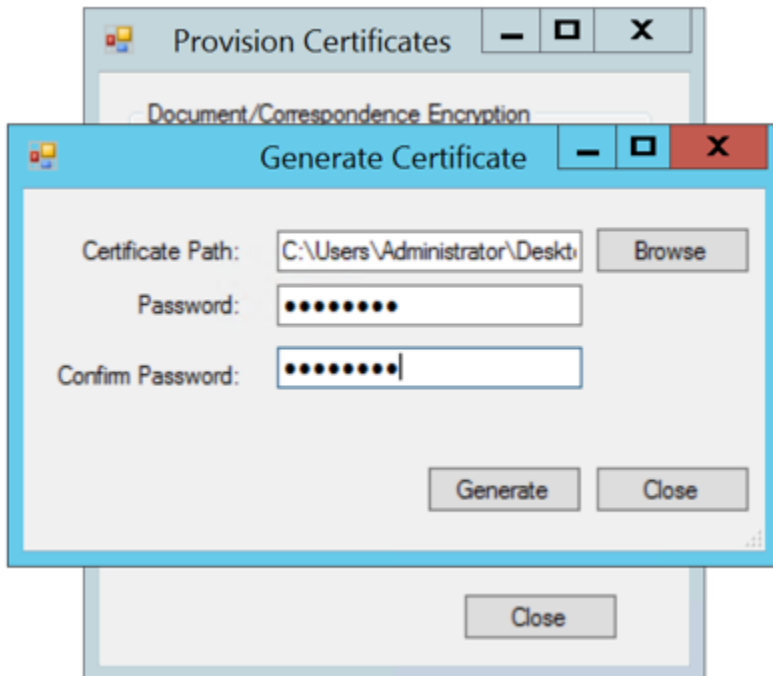 Provision Certificates
Document/Correspondence Encryption
Generate Certificate
Certificate Path: C:\Users\Administrator\Deskt Browse
Password: ●●●●●●●●
Confirm Password: ●●●●●●●●
Generate Close
Close